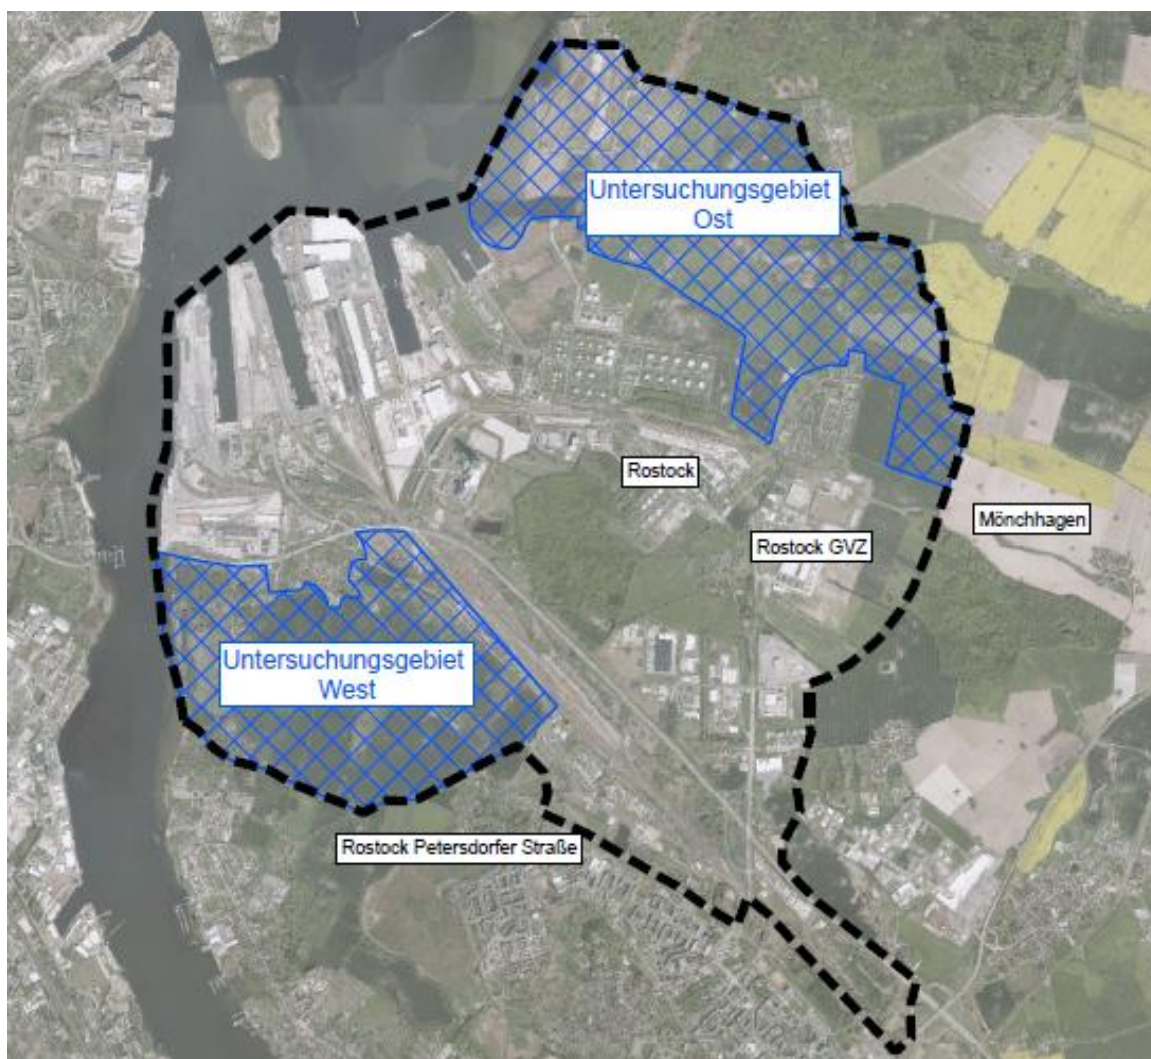 Untersuchungsgebiet
Ost
Rostock
Mönchhagen
Rostock GVZ
Untersuchungsgebiet
West
Rostock Petersdorfer Straße